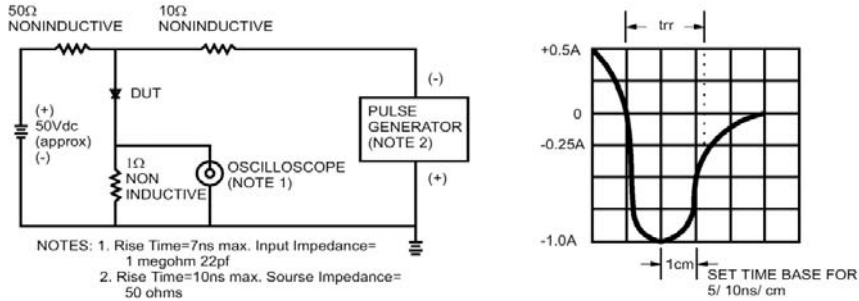 50Ω
NONINDUCTIVE
10Ω
NONINDUCTIVE
DUT
(+)
50Vdc
(approx)
(-)
1Ω
NON
INDUCTIVE
OSCILLOSCOPE
(NOTE 1)
(-)
PULSE
GENERATOR
(NOTE 2)
(+)
NOTES: 1. Rise Time=7ns max. Input Impedance=
1 megohm 22pf
2. Rise Time=10ns max. Sourse Impedance=
50 ohms
trr
+0.5A
0
-0.25A
-1.0A
1cm
SET TIME BASE FOR
5/ 10ns/ cm